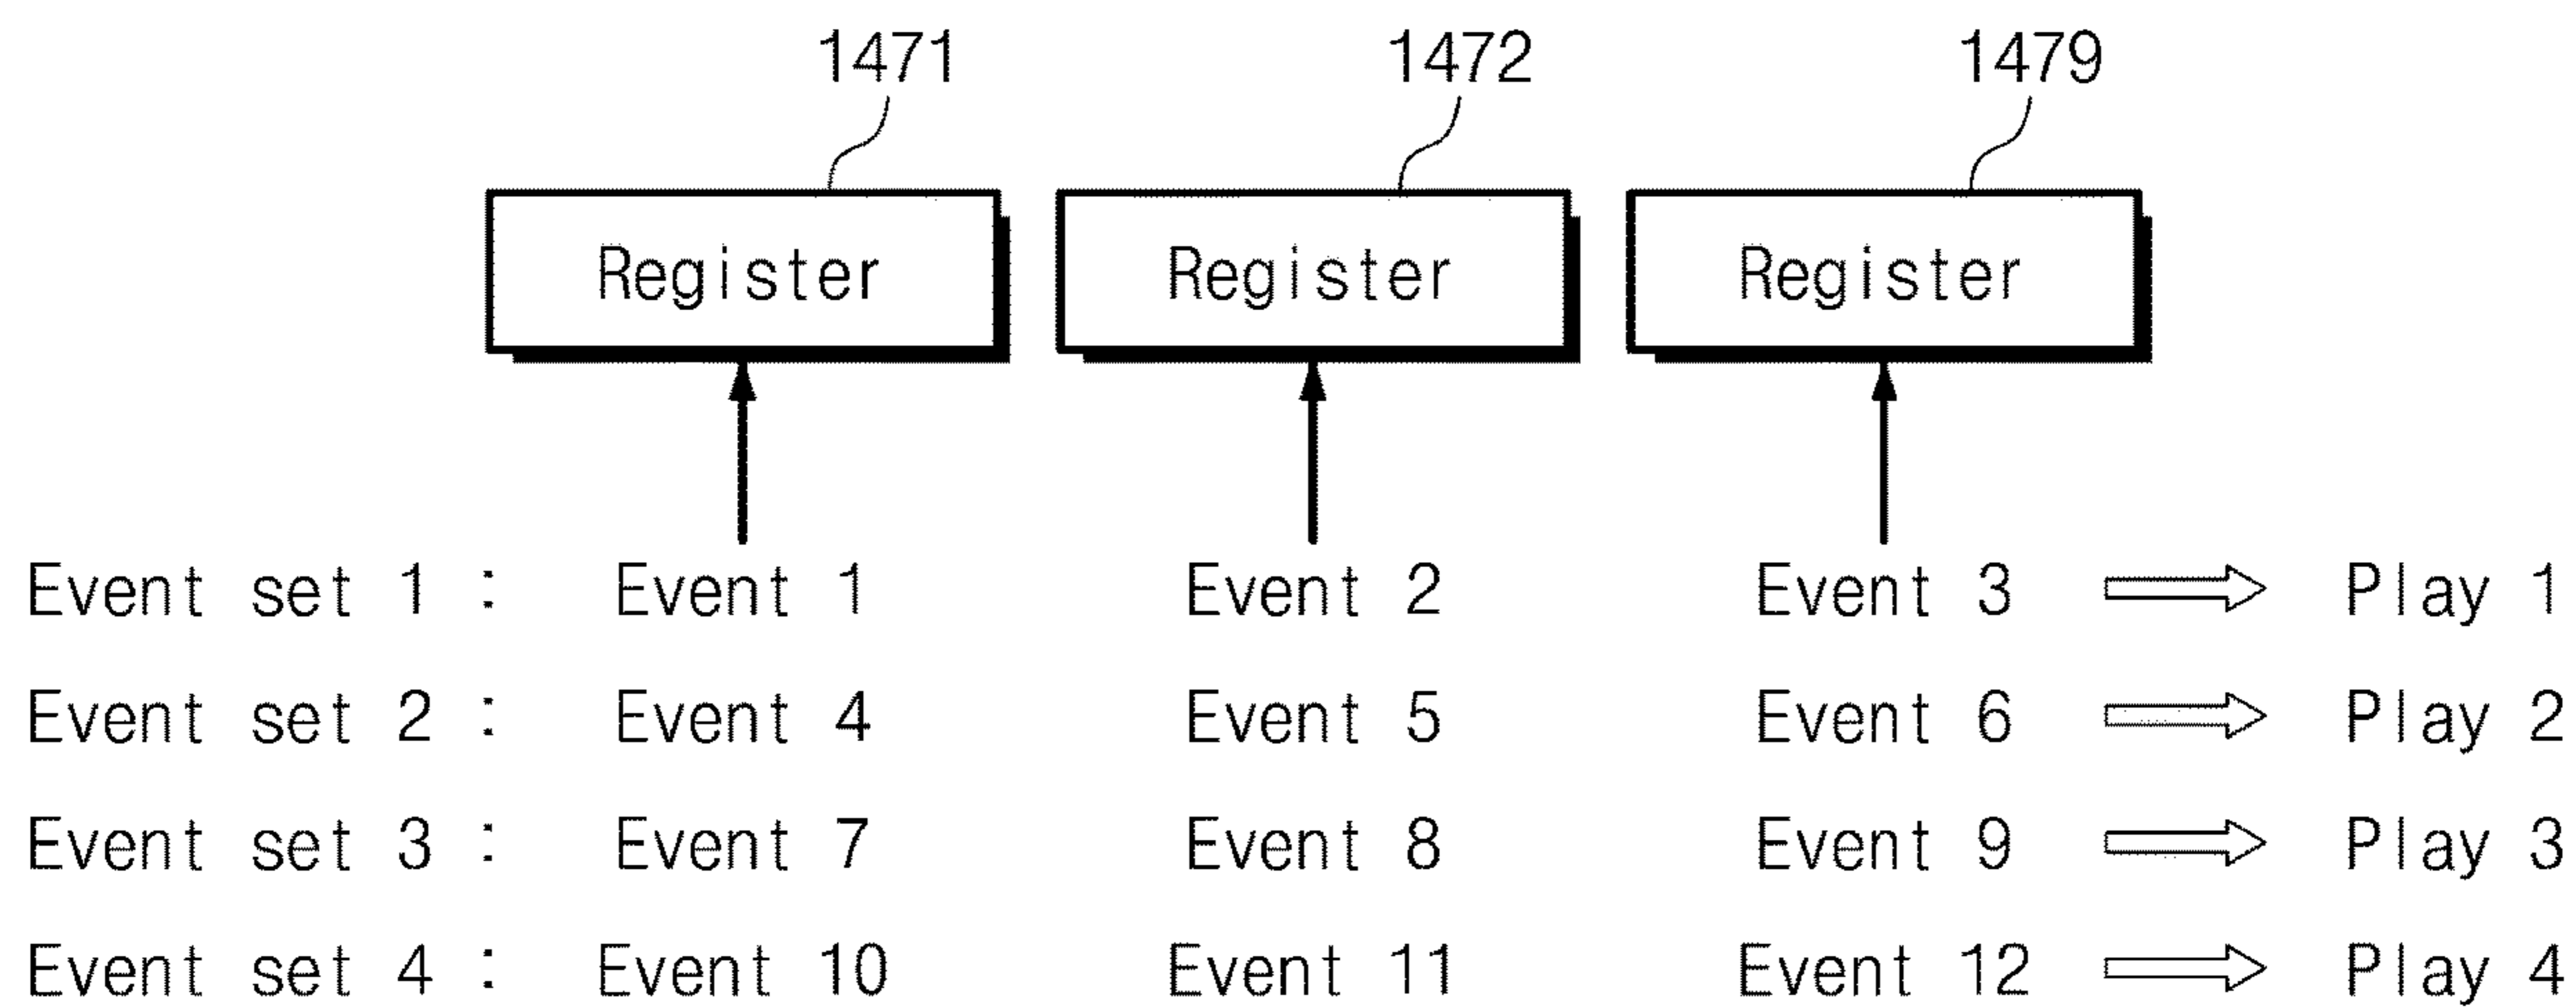 1471 1472 1479
Register Register Register
Event set 1 : Event 1 Event 2 Event 3 Play 1
Event set 2 : Event 4 Event 5 Event 6 Play 2
Event set 3 : Event 7 Event 8 Event 9 Play 3
Event set 4 : Event 10 Event 11 Event 12 Play 4